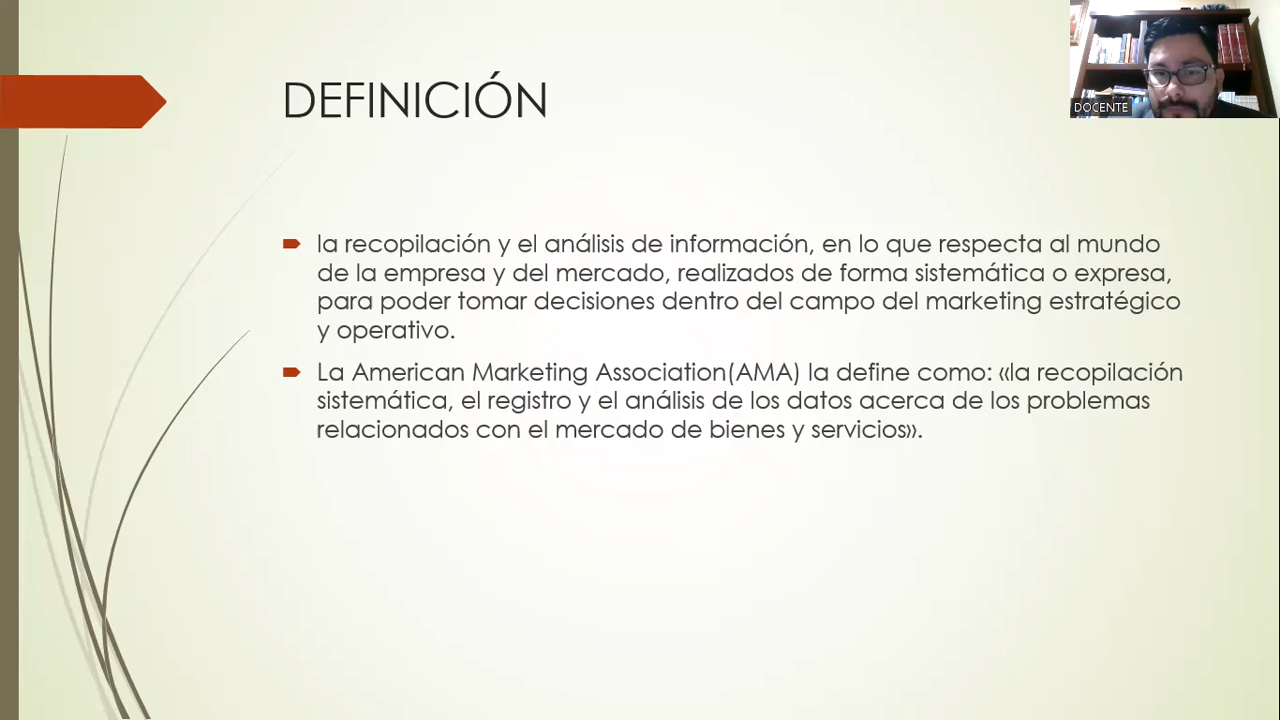 DEFINICIÓN
DOCENTE
la recopilación y el análisis de información, en lo que respecta al mundo
de la empresa y del mercado, realizados de forma sistemática o expresa,
para poder tomar decisiones dentro del campo del marketing estratégico
y operativo.
La American Marketing Association(AMA) la define como: «la recopilación
sistemática, el registro y el análisis de los datos acerca de los problemas
relacionados con el mercado de bienes y servicios».